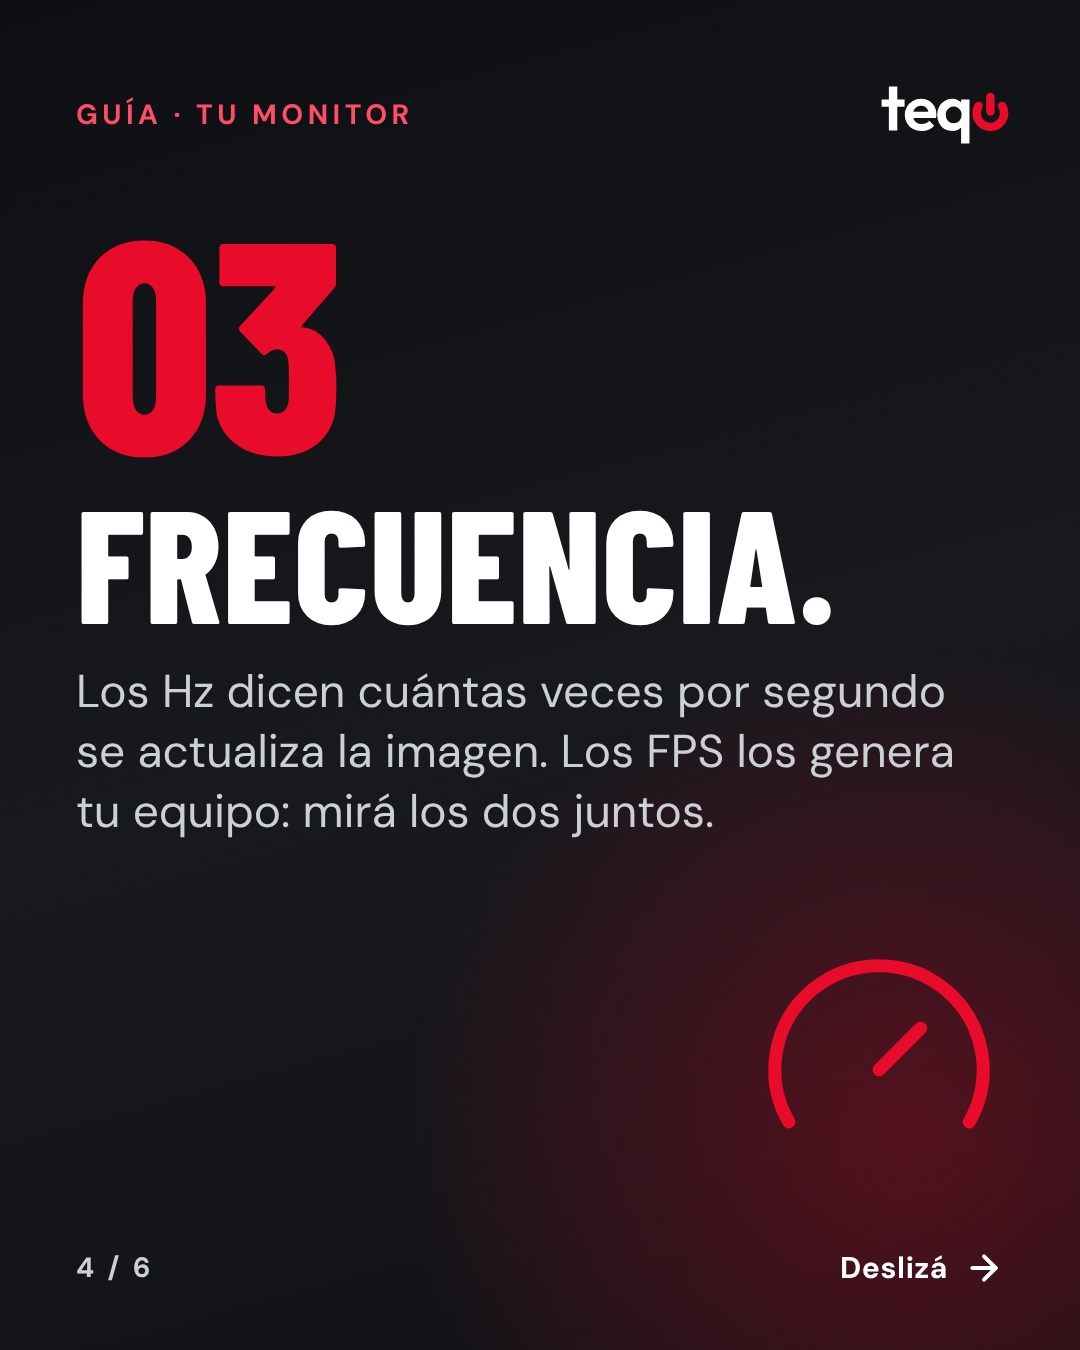 GUÍA · TU MONITOR
teqo
03
FRECUENCIA.
Los Hz dicen cuántas veces por segundo
se actualiza la imagen. Los FPS los genera
tu equipo: mirá los dos juntos.
4 / 6
Deslizá →